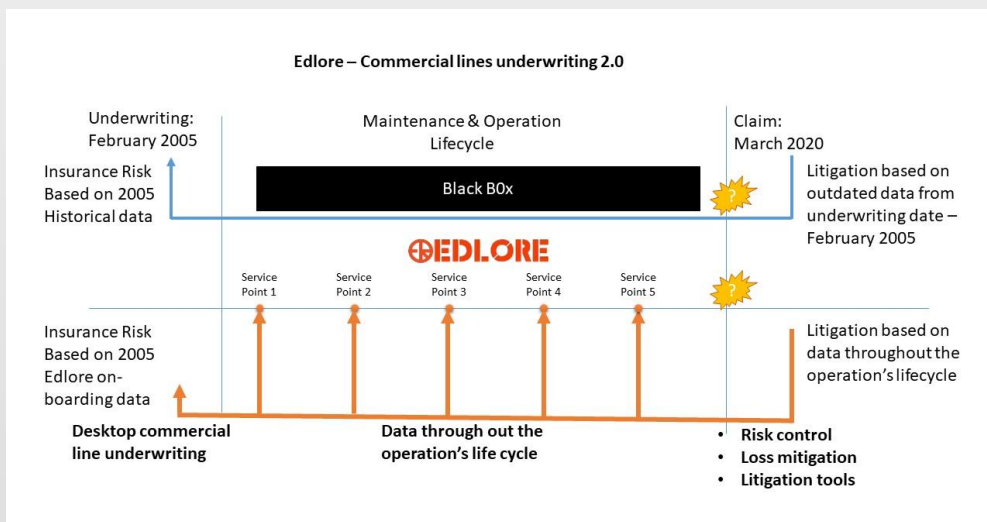 Edlore – Commercial lines underwriting 2.0
Underwriting:
February 2005
Maintenance & Operation
Lifecycle
Claim:
March 2020
Insurance Risk
Based on 2005
Historical data
Black B0x
?
Litigation based on
outdated data from
underwriting date –
February 2005
EDLORE
Service
Point 1
Service
Point 2
Service
Point 3
Service
Point 4
Service
Point 5
?
Insurance Risk
Based on 2005
Edlore on-
boarding data
Litigation based on
data throughout the
operation's lifecycle
Desktop commercial
line underwriting
Data through out the
operation's life cycle
• Risk control
• Loss mitigation
• Litigation tools